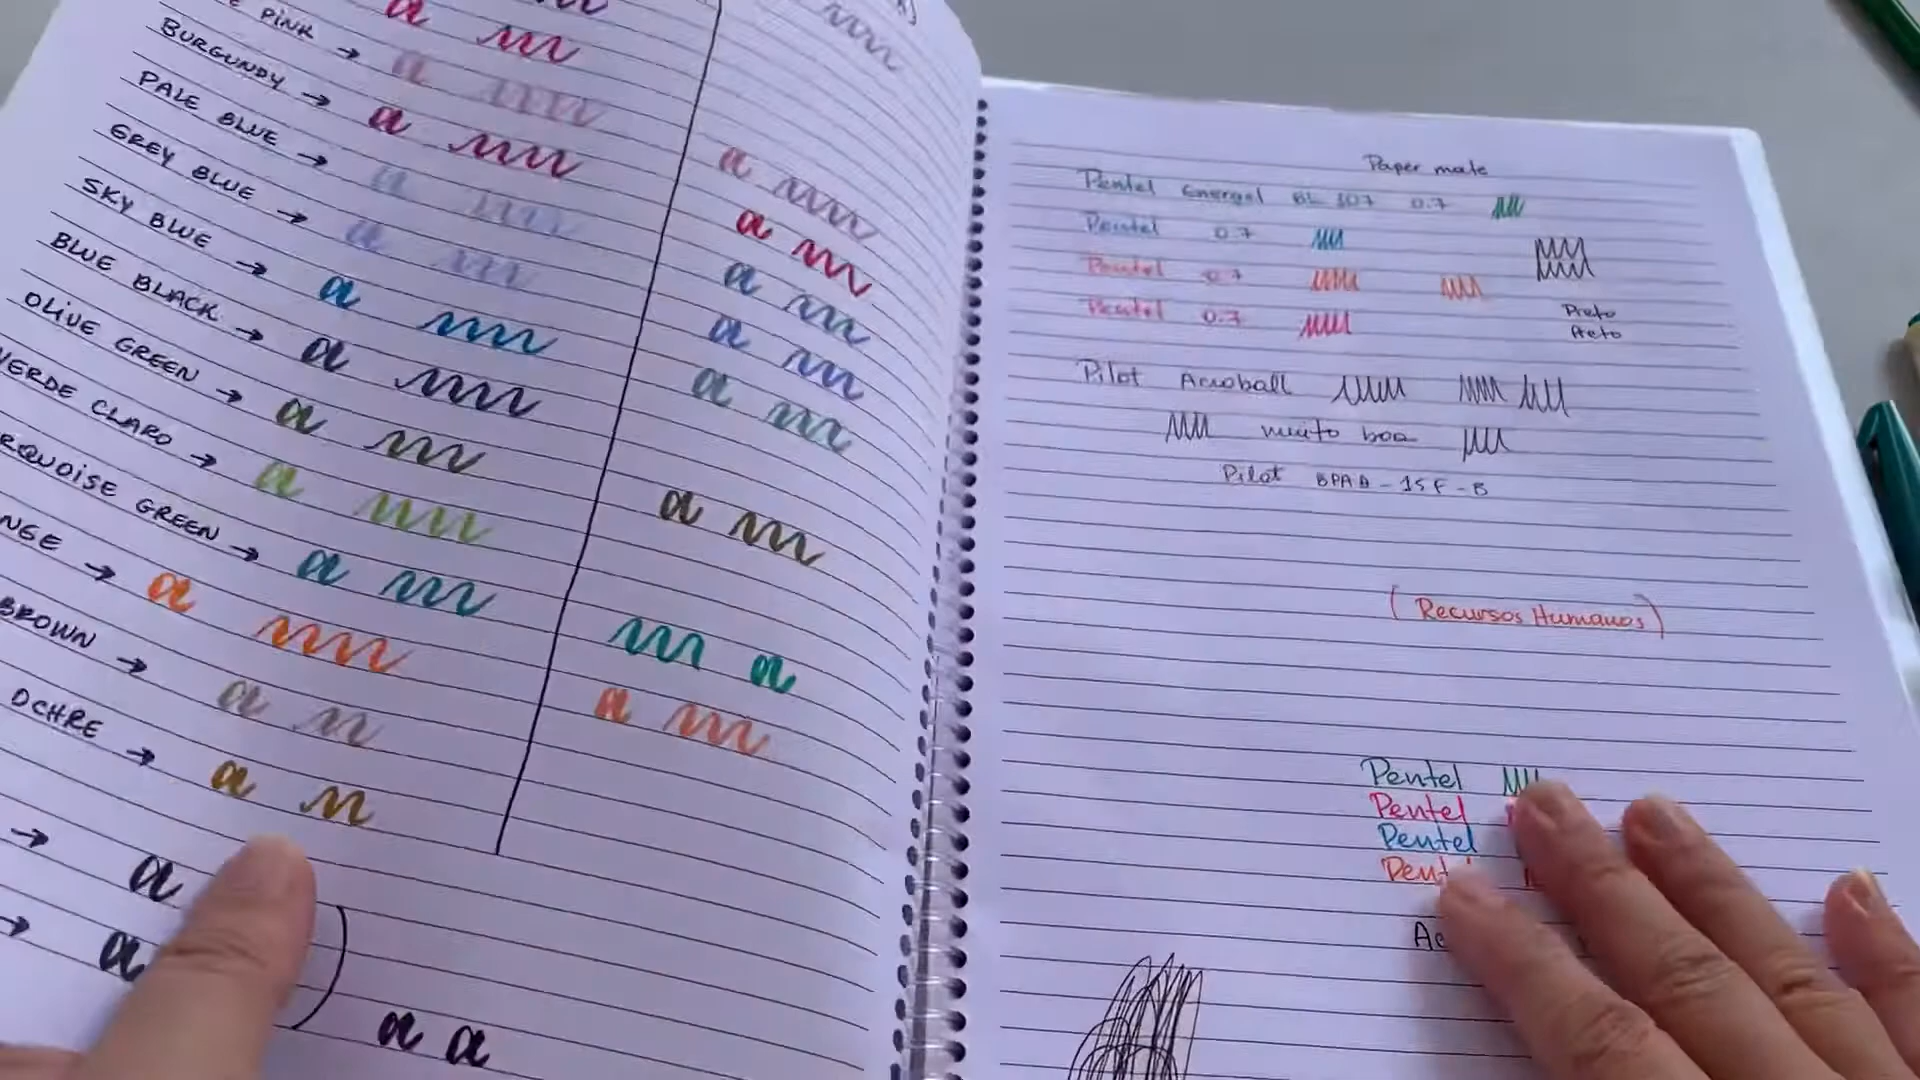 PINK → a
BURGUNDY → a
PALE BLUE → a a
GREY BLUE → a a
SKY BLUE → a a
BLUE BLACK → a a
OLIVE GREEN → a a
VERDE CLARO → a
GREEN → a a
→ a
BROWN → a a
OCHRE → a
→ a
→ a
a a
Paper mate
Pentel Energel BL 107 0.7
Pentel 0.7
Pentel 0.7
Pentel 0.7
Preto
Preto
Pilot Acroball
muito boa
Pilot BPAB-15F-B
(Recursos Humanos)
Pentel
Pentel
Pentel